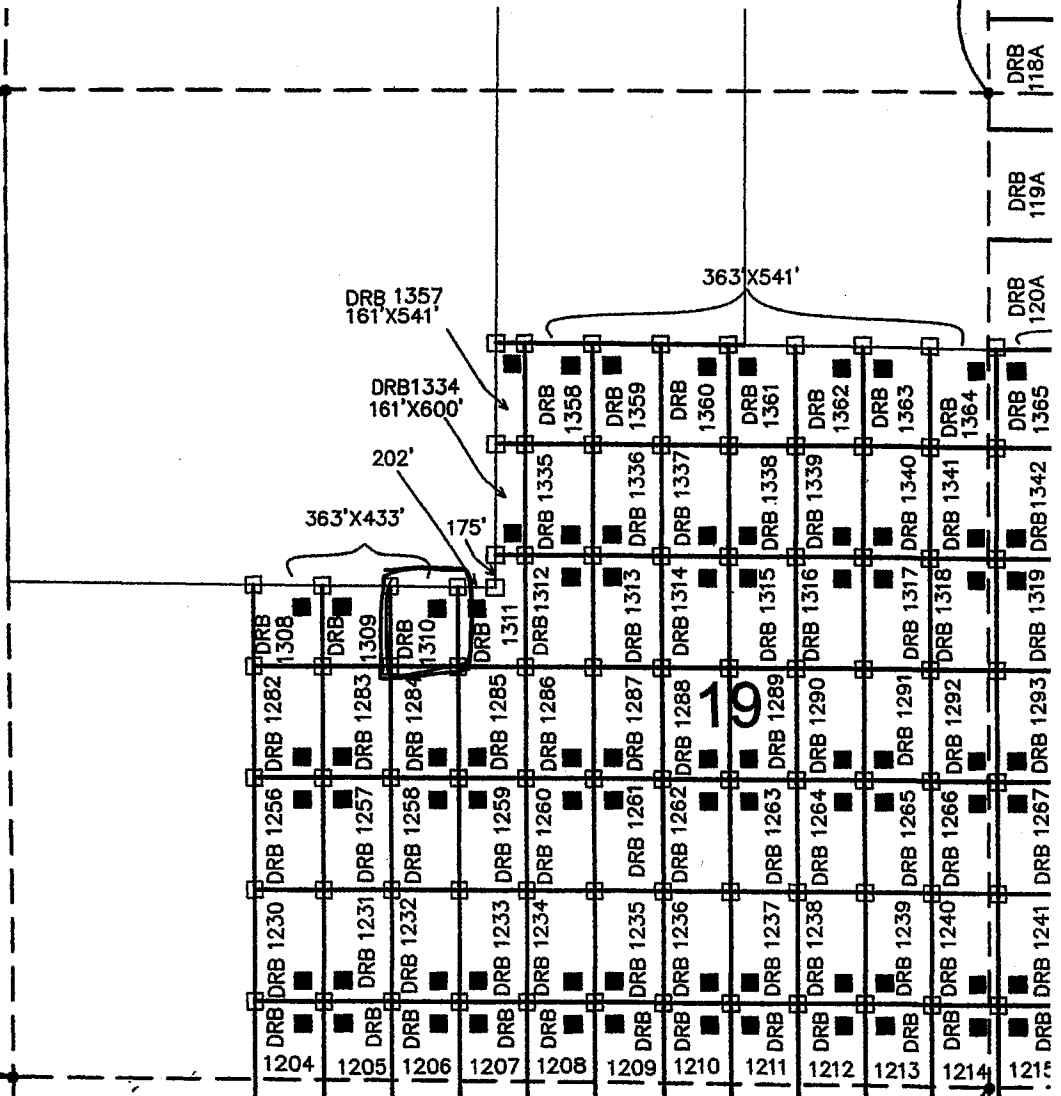 DRB
118A
DRB
119A
DRB
120A
363'X541'
DRB 1357
161'X541'
DRB1334
161'X600'
202'
363'X433'
175'
DRB
1358
DRB
1359
DRB
1360
DRB
1361
DRB
1362
DRB
1363
DRB
1364
DRB
1365
DRB 1335
DRB 1336
DRB 1337
DRB 1338
DRB 1339
DRB 1340
DRB 1341
DRB1342
DRB
1308
DRB
1309
DRB
1310
DRB
1311
DRB1312
DRB 1313
DRB1314
DRB 1315
DRB 1316
DRB 1317
DRB 1318
DRB 1319
DRB 1282
DRB 1283
DRB 1284
DRB 1285
DRB 1286
DRB 1287
DRB 1288
19
DRB 1289
DRB 1290
DRB 1291
DRB 1292
DRB 1293
DRB 1256
DRB 1257
DRB 1258
DRB 1259
DRB 1260
DRB 1261
DRB 1262
DRB 1263
DRB 1264
DRB 1265
DRB 1266
DRB 1267
DRB 1230
DRB 1231
DRB 1232
DRB 1233
DRB 1234
DRB 1235
DRB 1236
DRB 1237
DRB 1238
DRB 1239
DRB 1240
DRB 1241
DRB
1204
DRB
1205
DRB
1206
DRB
1207
DRB
1208
DRB
1209
DRB
1210
DRB
1211
DRB
1212
DRB
1213
DRB
1214
DRB
1215